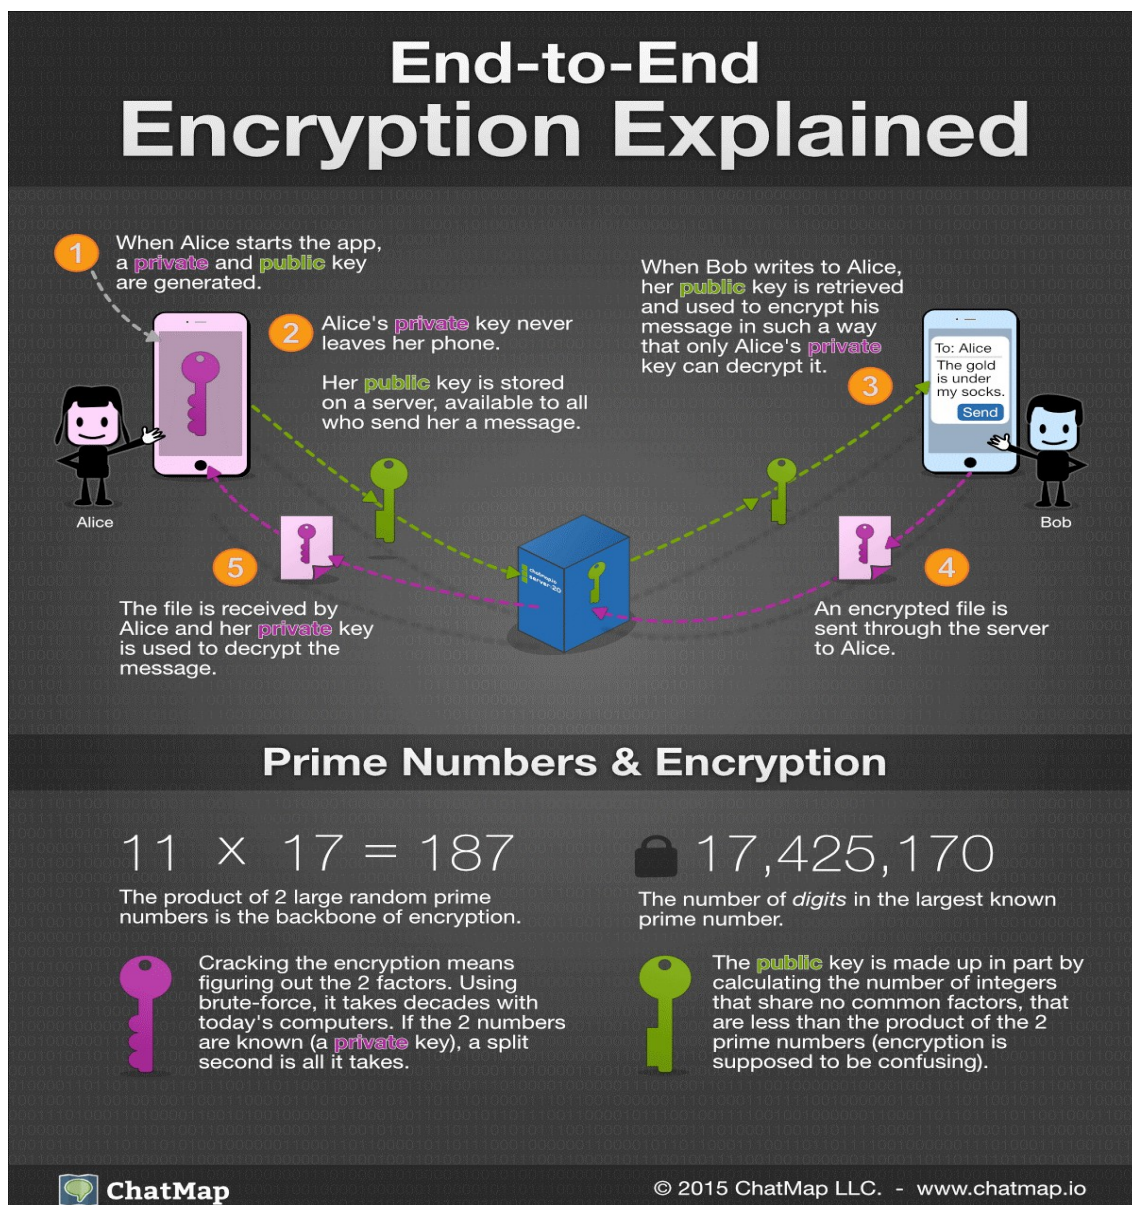 End-to-End
Encryption Explained
1
When Alice starts the app,
a private and public key
are generated.
2
Alice's private key never
leaves her phone.
Her public key is stored
on a server, available to all
who send her a message.
When Bob writes to Alice,
her public key is retrieved
and used to encrypt his
message in such a way
that only Alice's private
key can decrypt it.
3
To: Alice
The gold
is under
my socks.
Send
Alice
Bob
5
The file is received by
Alice and her private key
is used to decrypt the
message.
4
An encrypted file is
sent through the server
to Alice.
Prime Numbers & Encryption
11 x 17 = 187
The product of 2 large random prime
numbers is the backbone of encryption.
17,425,170
The number of digits in the largest known
prime number.
Cracking the encryption means
figuring out the 2 factors. Using
brute-force, it takes decades with
today's computers. If the 2 numbers
are known (a private key), a split
second is all it takes.
The public key is made up in part by
calculating the number of integers
that share no common factors, that
are less than the product of the 2
prime numbers (encryption is
supposed to be confusing).
ChatMap
© 2015 ChatMap LLC. - www.chatmap.io